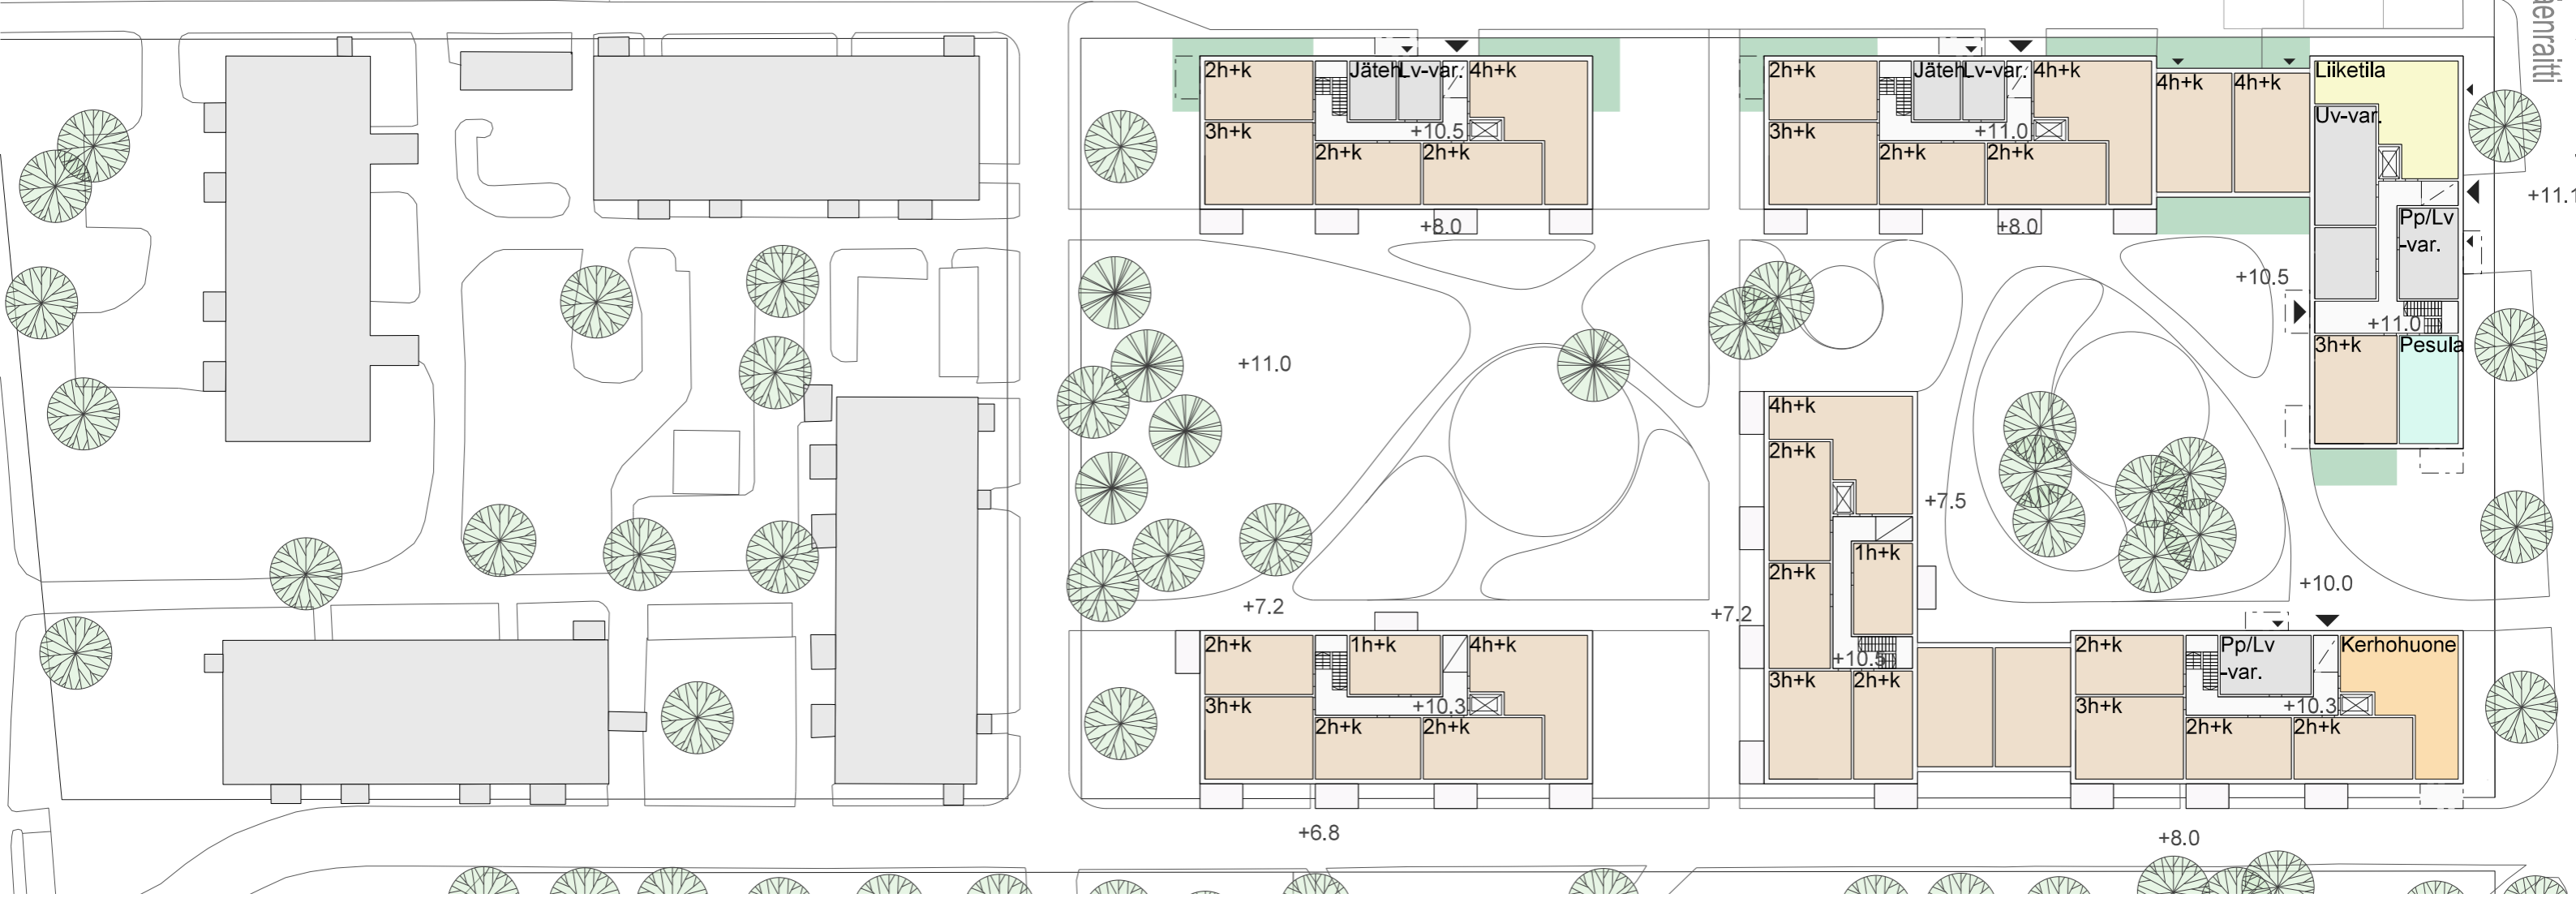 aenraitti
2h+k
Jäteh
Lv-var.
4h+k
3h+k
+10.5
2h+k
2h+k
+8.0
2h+k
Jäteh
Lv-var.
4h+k
3h+k
+11.0
2h+k
2h+k
+8.0
4h+k
4h+k
Liiketila
Uv-var.
Pp/Lv
-var.
+11.1
+10.5
+11.0
3h+k
Pesula
+11.0
4h+k
2h+k
2h+k
1h+k
+10.5
3h+k
2h+k
+7.5
+7.2
+7.2
+10.0
2h+k
1h+k
4h+k
3h+k
+10.3
2h+k
2h+k
2h+k
Pp/Lv
-var.
Kerhohuone
3h+k
+10.3
2h+k
2h+k
+6.8
+8.0